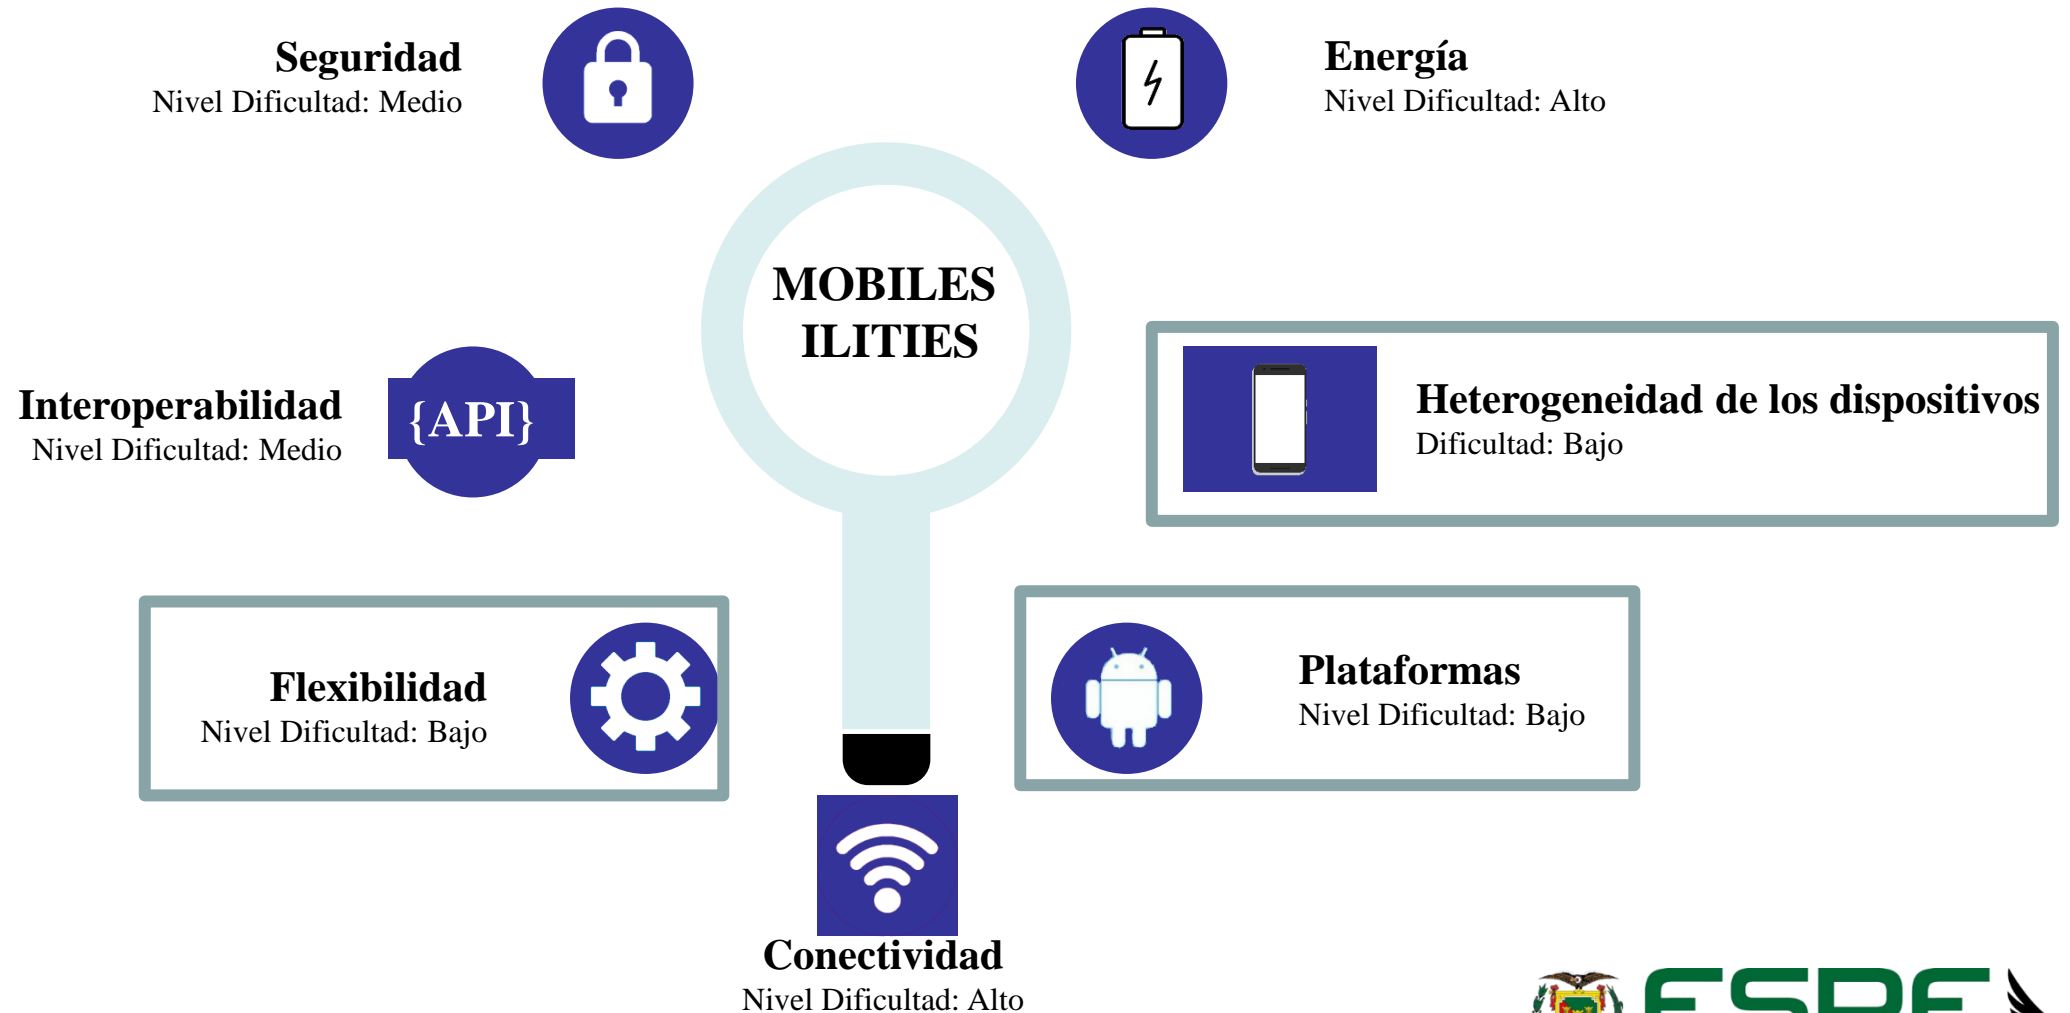 Seguridad
Nivel Dificultad: Medio
Energía
Nivel Dificultad: Alto
MOBILES
ILITIES
Interoperabilidad
Nivel Dificultad: Medio
{API}
Heterogeneidad de los dispositivos
Dificultad: Bajo
Flexibilidad
Nivel Dificultad: Bajo
Plataformas
Nivel Dificultad: Bajo
Conectividad
Nivel Dificultad: Alto
ESPE